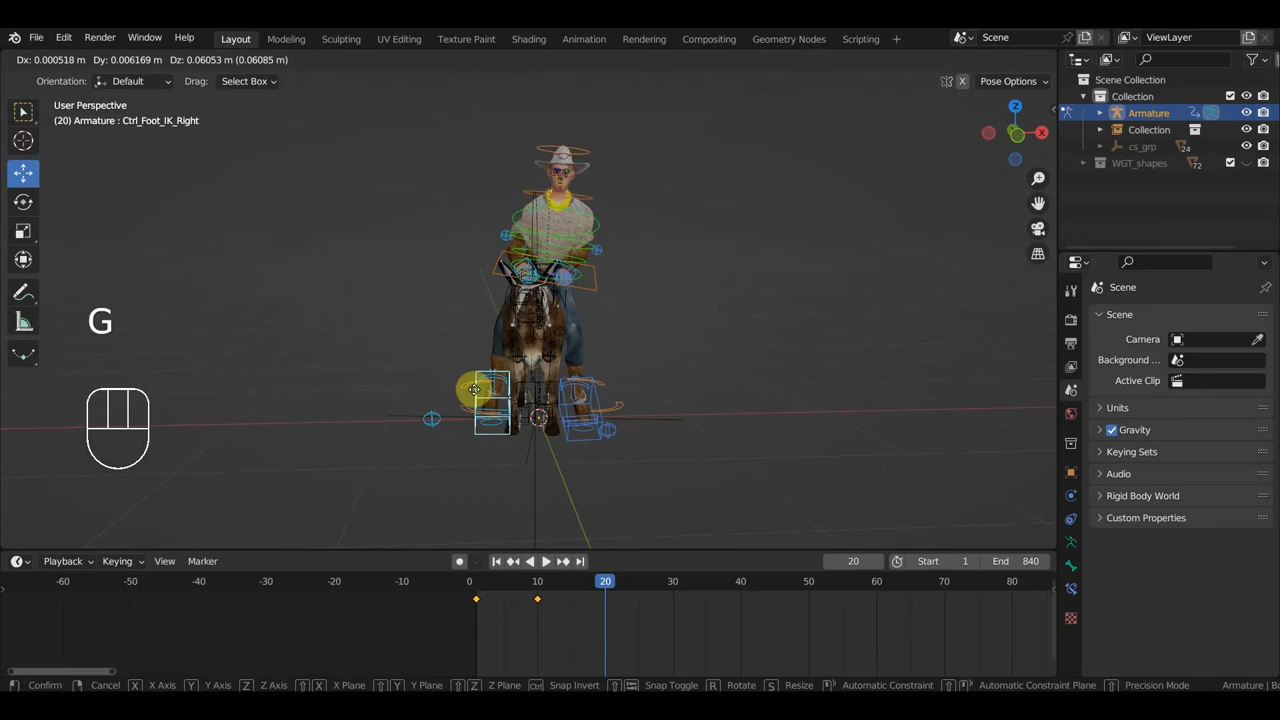 File Edit Render Window Help Layout Modeling Sculpting UV Editing Texture Paint Shading Animation Rendering Compositing Geometry Nodes Scripting + Scene ViewLayer
Dx: 0.000518 m Dy: 0.006169 m Dz: 0.06053 m (0.06085 m)
Orientation: Default Drag: Select Box X Pose Options
User Perspective
(20) Armature : Ctrl_Foot_IK_Right
Z
X
G
Scene Collection
Collection
Armature
Collection
cs_grp 24
WGT_shapes 72
Scene
Scene
Camera
Background ...
Active Clip
Units
Gravity
Keying Sets
Audio
Rigid Body World
Custom Properties
Playback Keying View Marker 20 Start 1 End 840
-60 -50 -40 -30 -20 -10 0 10 20 30 40 50 60 70 80
Confirm Cancel X X Axis Y Y Axis Z Z Axis X X Plane Y Y Plane Z Z Plane Ctrl Snap Invert Snap Toggle R Rotate S Resize Automatic Constraint Automatic Constraint Plane Precision Mode Armature | Bo